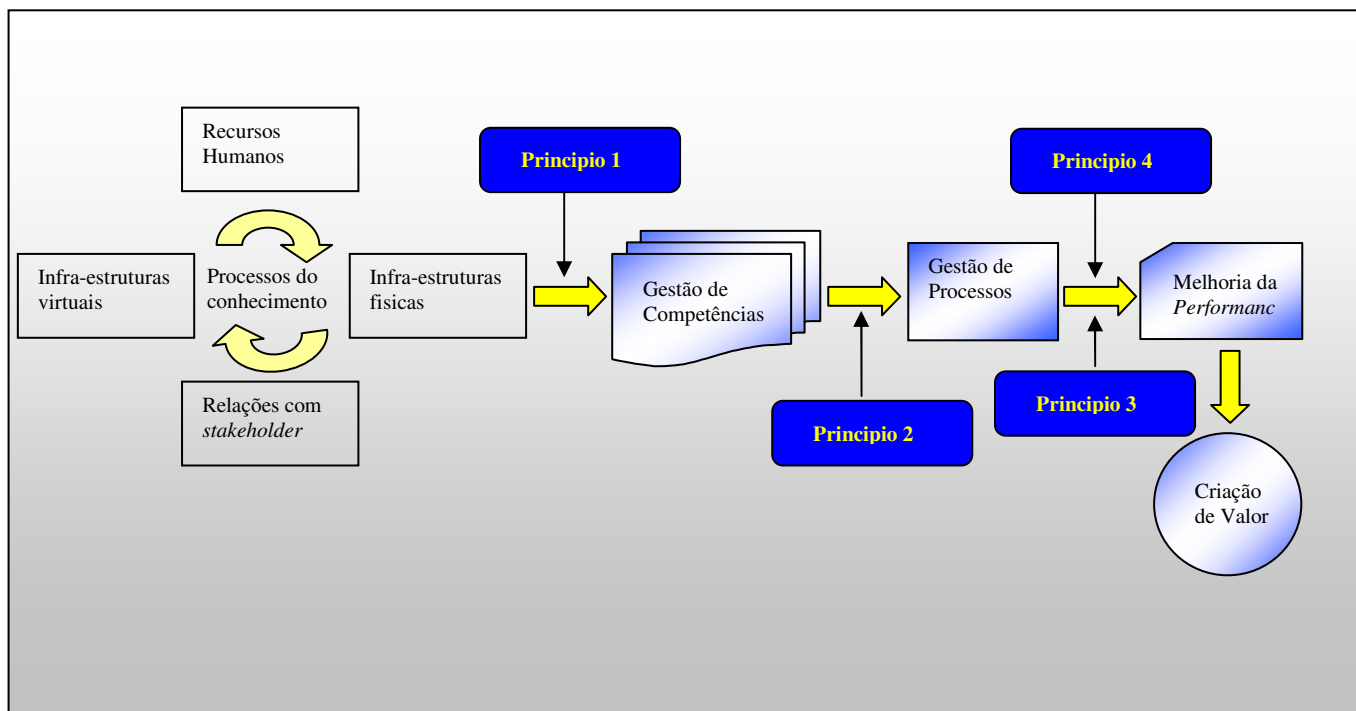 Recursos
Humanos
Infra-estruturas
virtuais
Processos do
conhecimento
Infra-estruturas
fisicas
Relações com
stakeholder
Principio 1
Gestão de
Competências
Principio 2
Gestão de
Processos
Principio 4
Principio 3
Melhoria da
Performanc
Criação
de Valor